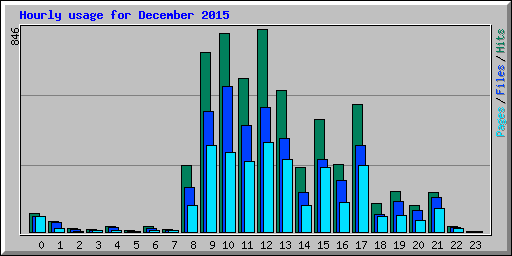 Hourly usage for December 2015
846
Pages / Files / Hits
0 1 2 3 4 5 6 7 8 9 10 11 12 13 14 15 16 17 18 19 20 21 22 23